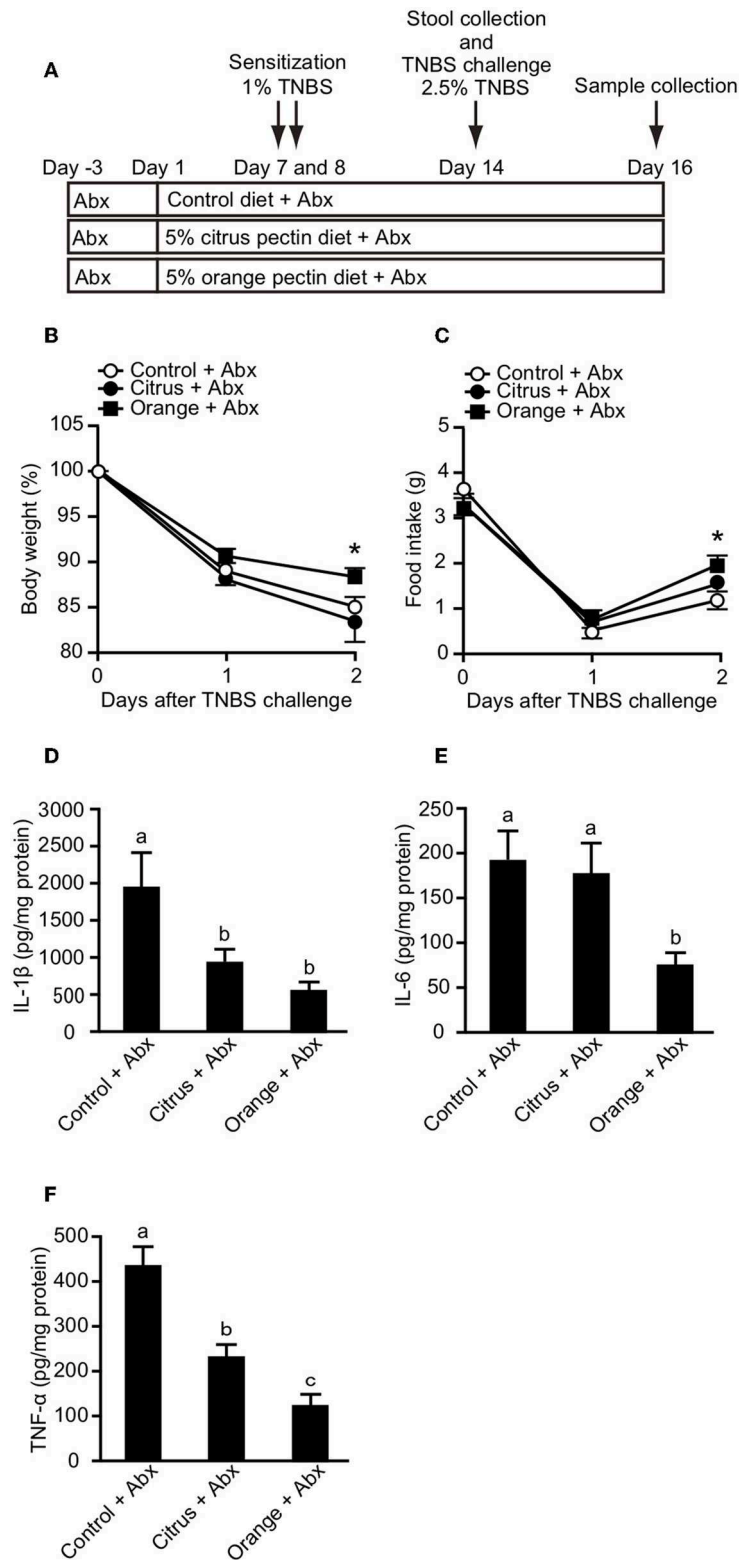 A
Sensitization
1% TNBS
Stool collection
and
TNBS challenge
2.5% TNBS
Sample collection
Day -3
Day 1
Day 7 and 8
Day 14
Day 16
Abx
Control diet + Abx
Abx
5% citrus pectin diet + Abx
Abx
5% orange pectin diet + Abx
B
Control + Abx
Citrus + Abx
Orange + Abx
Body weight (%)
105
100
95
90
85
80
*
0
1
2
Days after TNBS challenge
C
Control + Abx
Citrus + Abx
Orange + Abx
Food intake (g)
5
4
3
2
1
0
*
0
1
2
Days after TNBS challenge
D
IL-1β (pg/mg protein)
3000
2500
2000
1500
1000
500
0
a
b
b
Control + Abx
Citrus + Abx
Orange + Abx
E
IL-6 (pg/mg protein)
250
200
150
100
50
0
a
a
b
Control + Abx
Citrus + Abx
Orange + Abx
F
TNF-α (pg/mg protein)
500
400
300
200
100
0
a
b
c
Control + Abx
Citrus + Abx
Orange + Abx